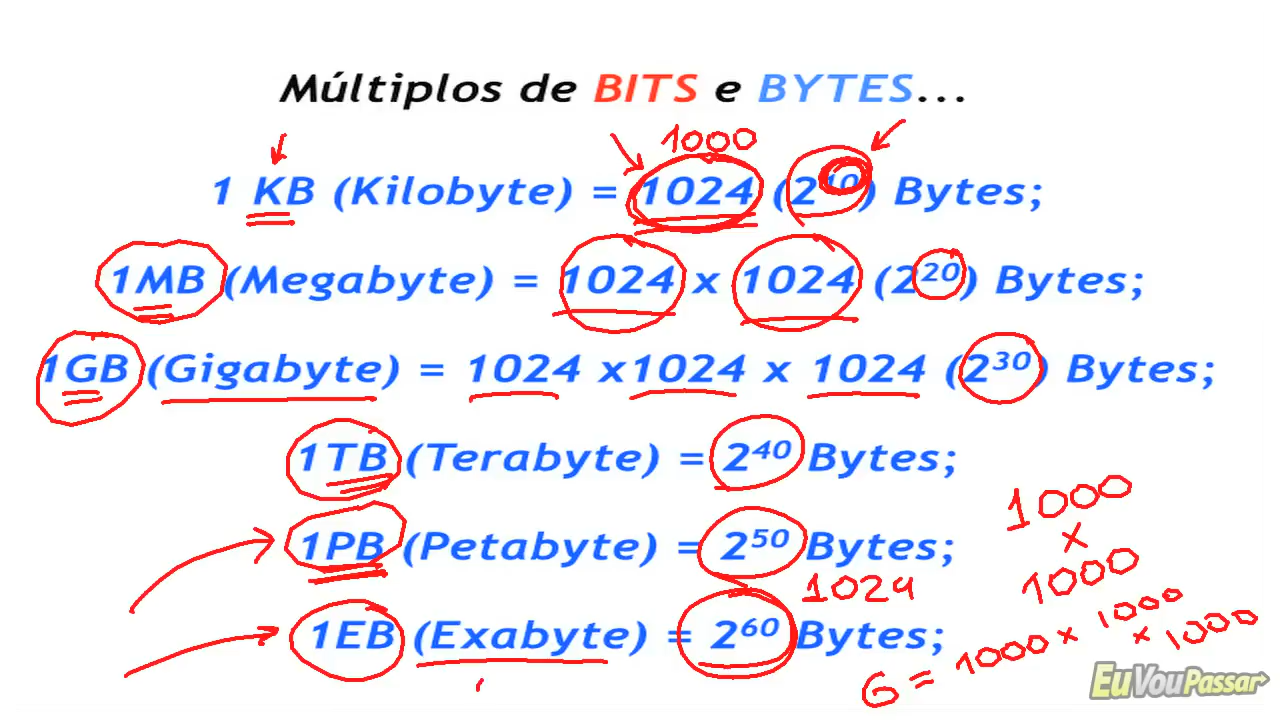 Múltiplos de BITS e BYTES...
1000
1 KB (Kilobyte) = 1024 (2¹⁰) Bytes;
1MB (Megabyte) = 1024 x 1024 (2²⁰) Bytes;
1GB (Gigabyte) = 1024 x1024 x 1024 (2³⁰) Bytes;
1TB (Terabyte) = 2⁴⁰ Bytes;
1PB (Petabyte) = 2⁵⁰ Bytes;
1EB (Exabyte) = 2⁶⁰ Bytes;
1024
1000
x
1000
G = 1000 x 1000 x 1000
EuVouPassar